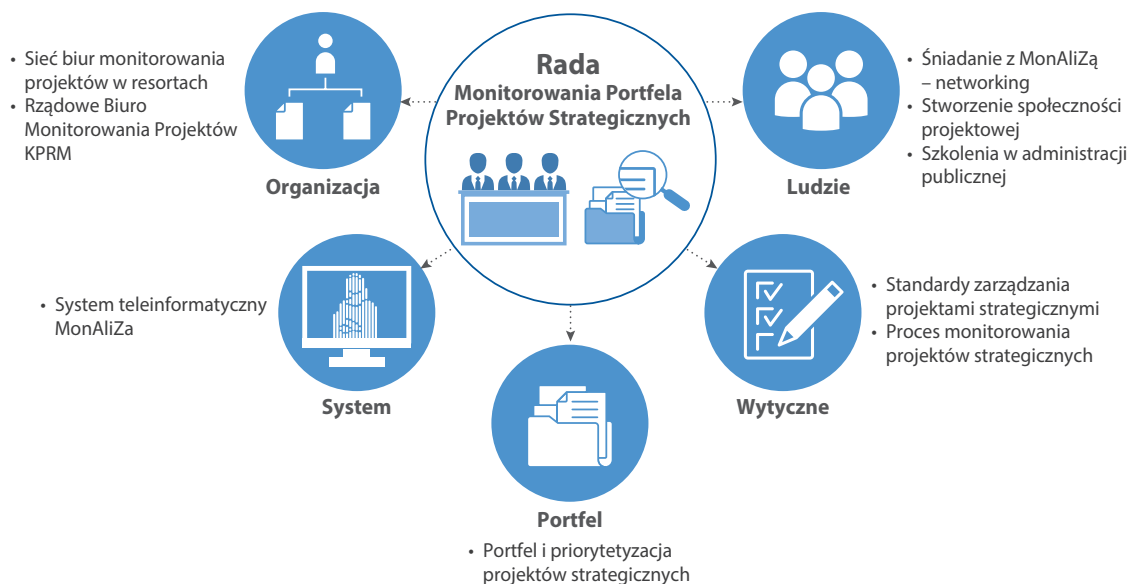 Rada
Monitorowania Portfela
Projektów Strategicznych
• Sieć biur monitorowania
projektów w resortach
• Rządowe Biuro
Monitorowania Projektów
KPRM
Organizacja
• Śniadanie z MonAliZą
– networking
• Stworzenie społeczności
projektowej
• Szkolenia w administracji
publicznej
Ludzie
• System teleinformatyczny
MonAliZa
System
• Standardy zarządzania
projektami strategicznymi
• Proces monitorowania
projektów strategicznych
Wytyczne
Portfel
• Portfel i priorytetyzacja
projektów strategicznych